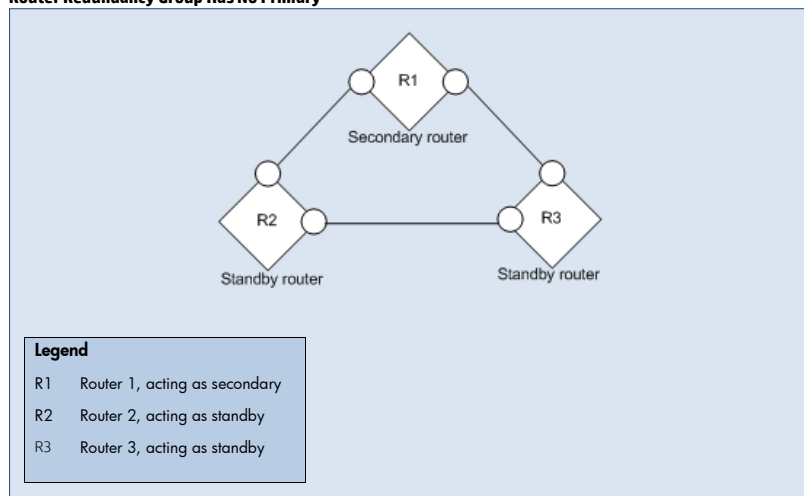 Router Redundancy Group Has No Primary
R1
Secondary router
R2
R3
Standby router
Standby router
Legend
R1 Router 1, acting as secondary
R2 Router 2, acting as standby
R3 Router 3, acting as standby